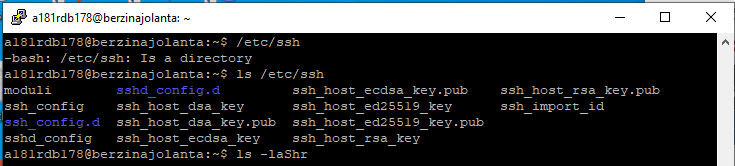 a181rdb178@berzinajolanta: ~
a181rdb178@berzinajolanta:~$ /etc/ssh
-bash: /etc/ssh: Is a directory
a181rdb178@berzinajolanta:~$ ls /etc/ssh
moduli sshd_config.d ssh_host_ecdsa_key.pub ssh_host_rsa_key.pub
ssh_config ssh_host_dsa_key ssh_host_ed25519_key ssh_import_id
ssh_config.d ssh_host_dsa_key.pub ssh_host_ed25519_key.pub
sshd_config ssh_host_ecdsa_key ssh_host_rsa_key
a181rdb178@berzinajolanta:~$ ls -laShr